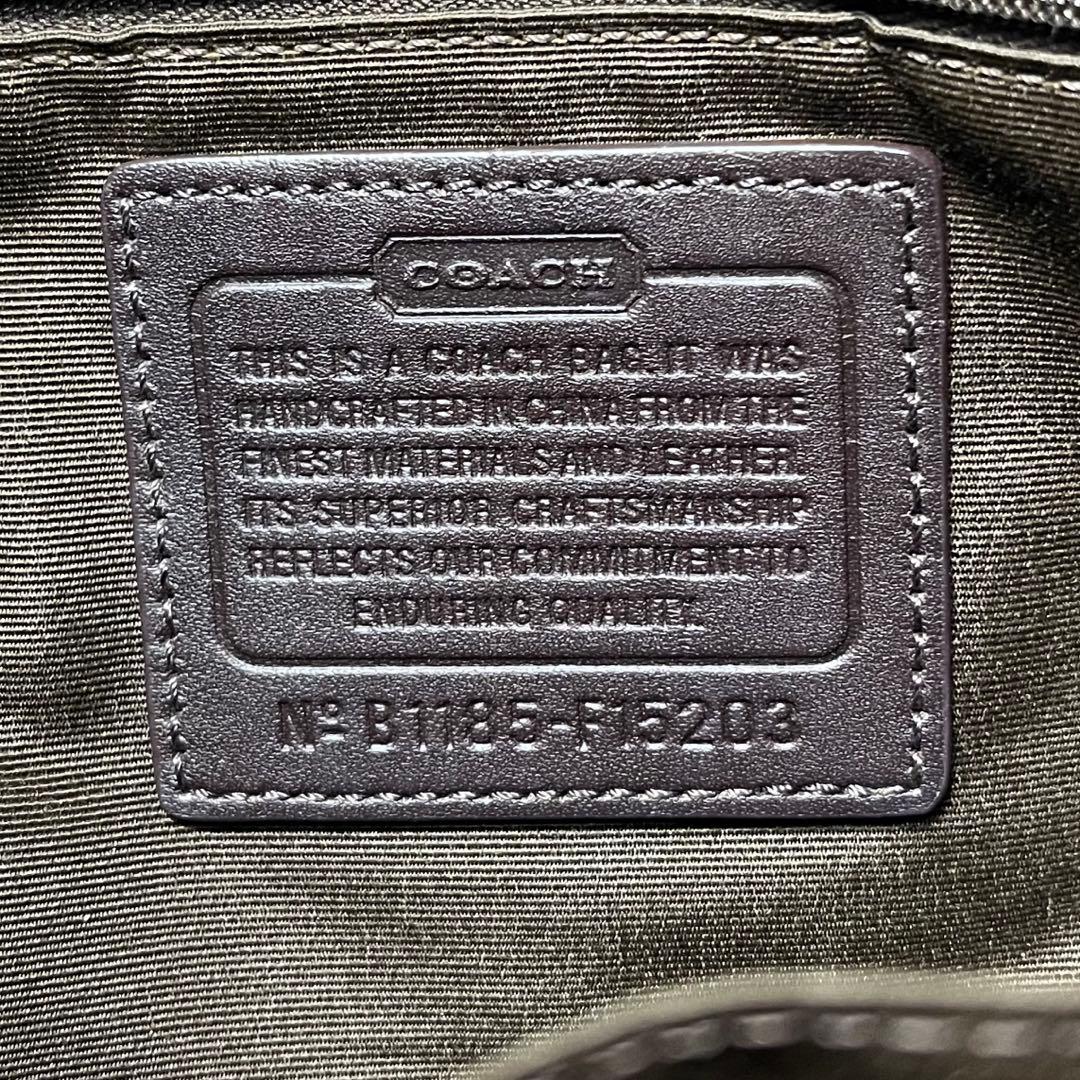 COACH
THIS IS A COACH BAG. IT WAS
HANDCRAFTED IN CHINA FROM THE
FINEST MATERIALS AND LEATHER.
ITS SUPERIOR CRAFTSMANSHIP
REFLECTS OUR COMMITMENT TO
ENDURING QUALITY.
Nº B1185-F15203